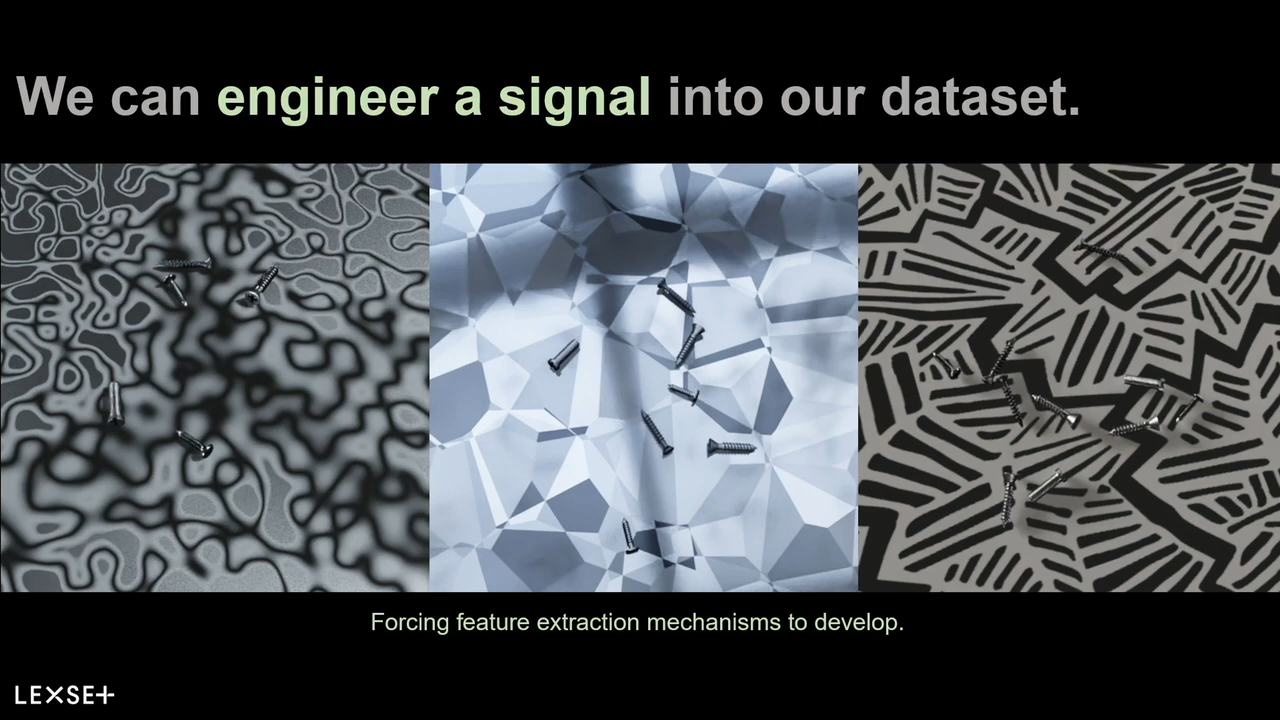 We can engineer a signal into our dataset.
Forcing feature extraction mechanisms to develop.
LEXSET